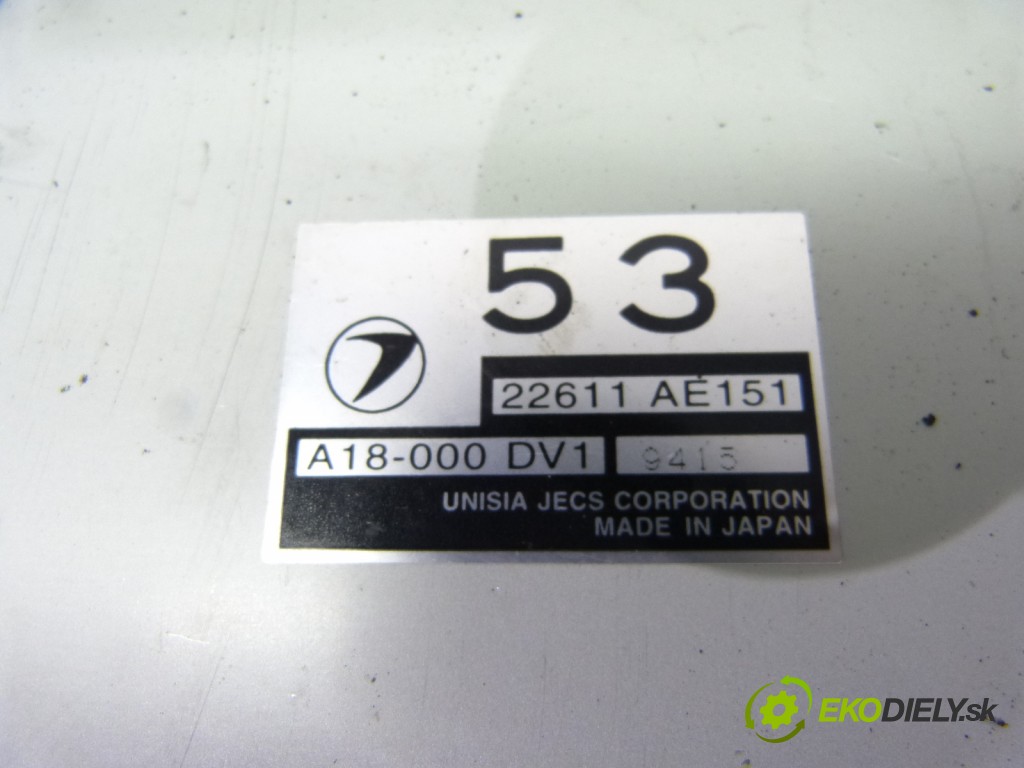 53
22611 AE151
A18-000 DV1 9415
UNISIA JECS CORPORATION
MADE IN JAPAN
EKODIELY.sk